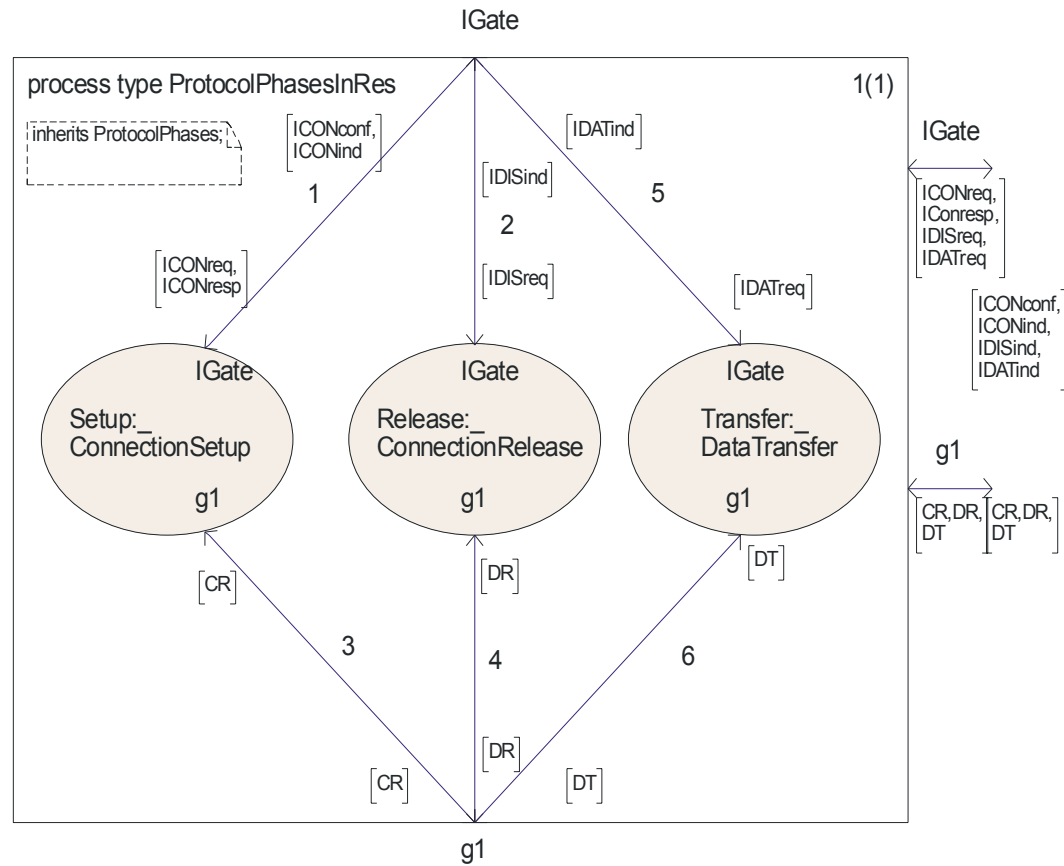 IGate
process type ProtocolPhasesInRes
1(1)
inherits ProtocolPhases;
[ICONconf,
ICONind]
[IDATind]
IGate
1
[IDISind]
5
[ICONreq,
IConresp,
IDISreq,
IDATreq]
2
[ICONreq,
ICONresp]
[IDISreq]
[IDATreq]
[ICONconf,
ICONind,
IDISind,
IDATind]
IGate
IGate
IGate
Setup:_
ConnectionSetup
Release:_
ConnectionRelease
Transfer:_
DataTransfer
g1
g1
g1
g1
[CR,DR,
DT]
[CR,DR,
DT]
[CR]
[DR]
[DT]
3
4
6
[CR]
[DR]
[DT]
g1